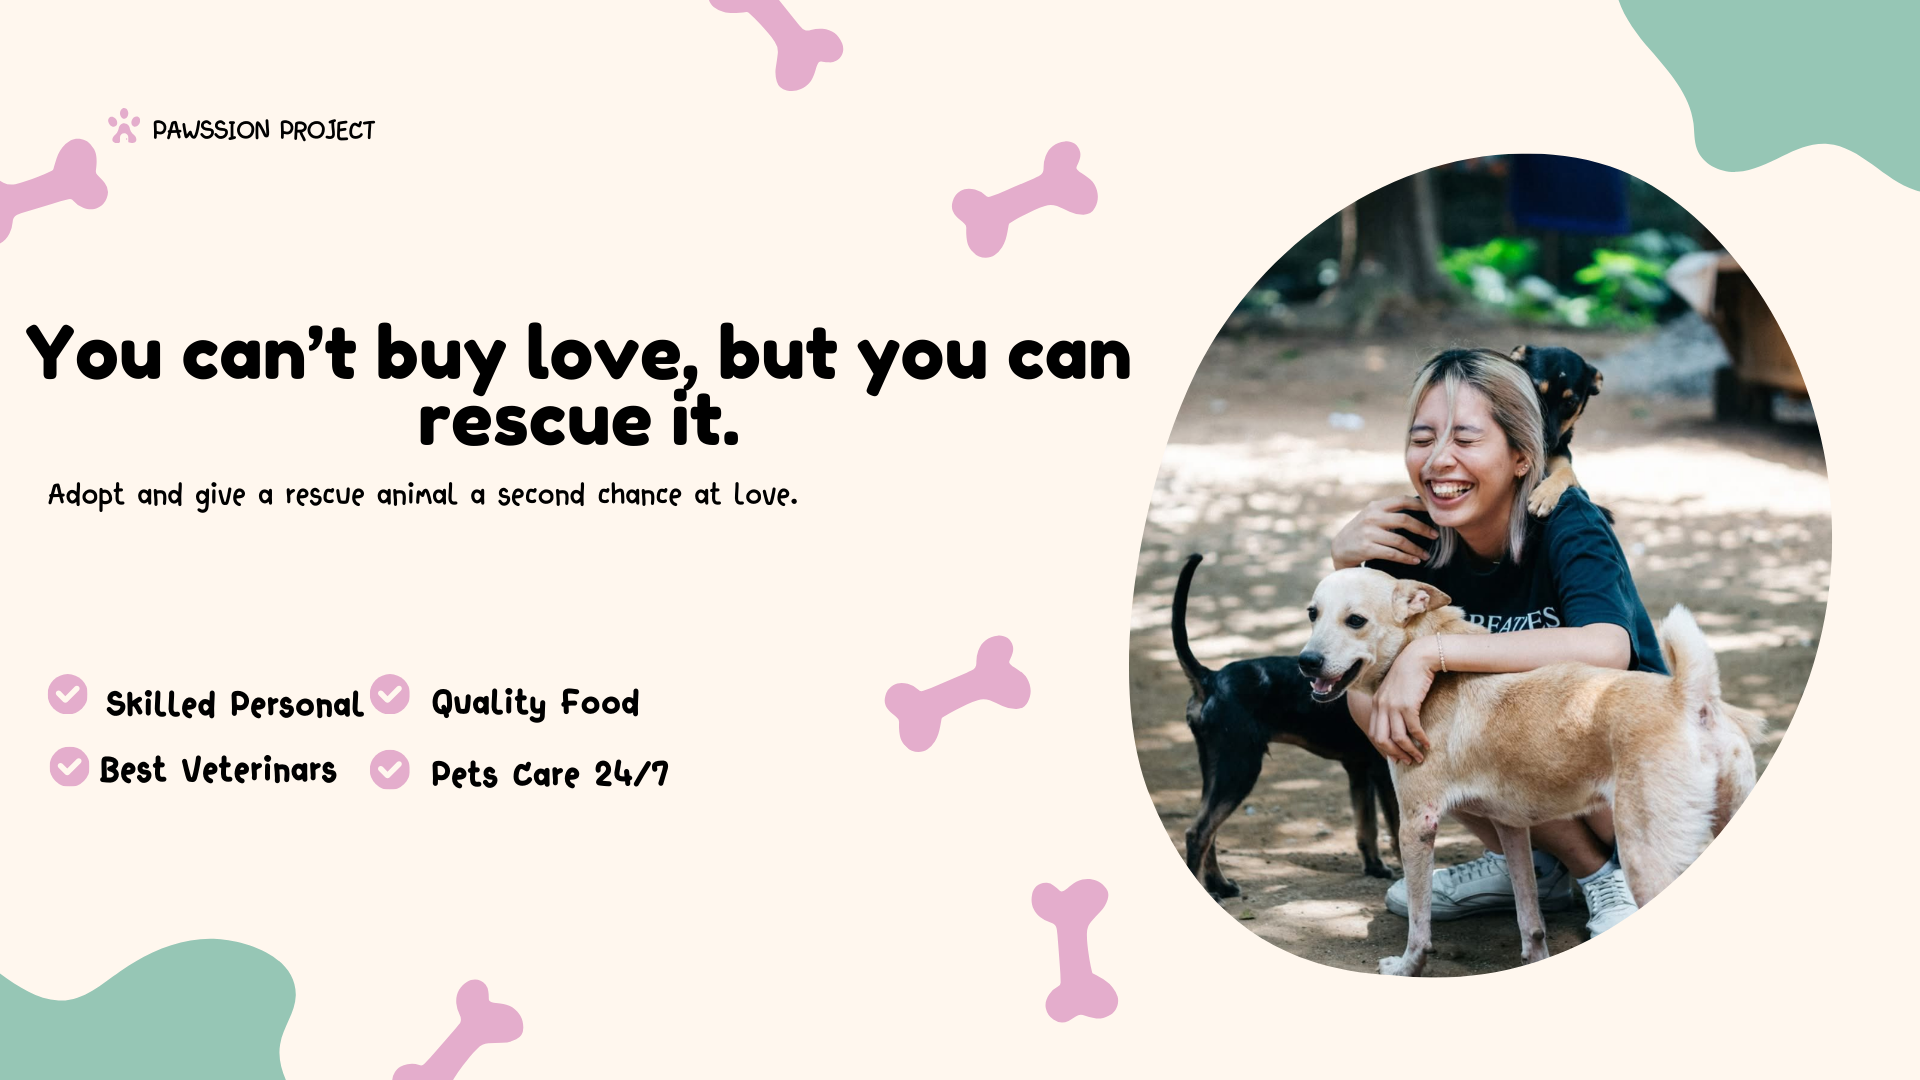 PAWSSION PROJECT
You can’t buy love, but you can
rescue it.
Adopt and give a rescue animal a second chance at love.
Skilled Personal
Quality Food
Best Veterinars
Pets Care 24/7